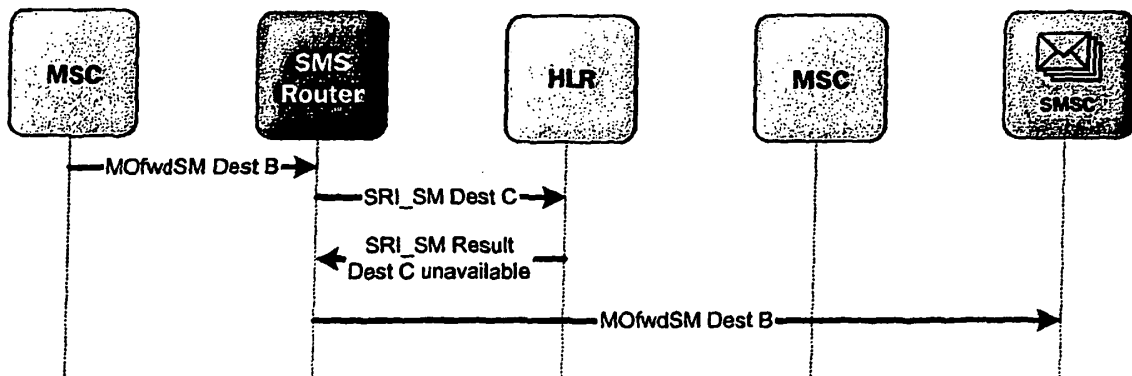 MSC
SMS
Router
HLR
MSC
SMSC
MOfwdSM Dest B
SRI_SM Dest C
SRI_SM Result
Dest C unavailable
MOfwdSM Dest B